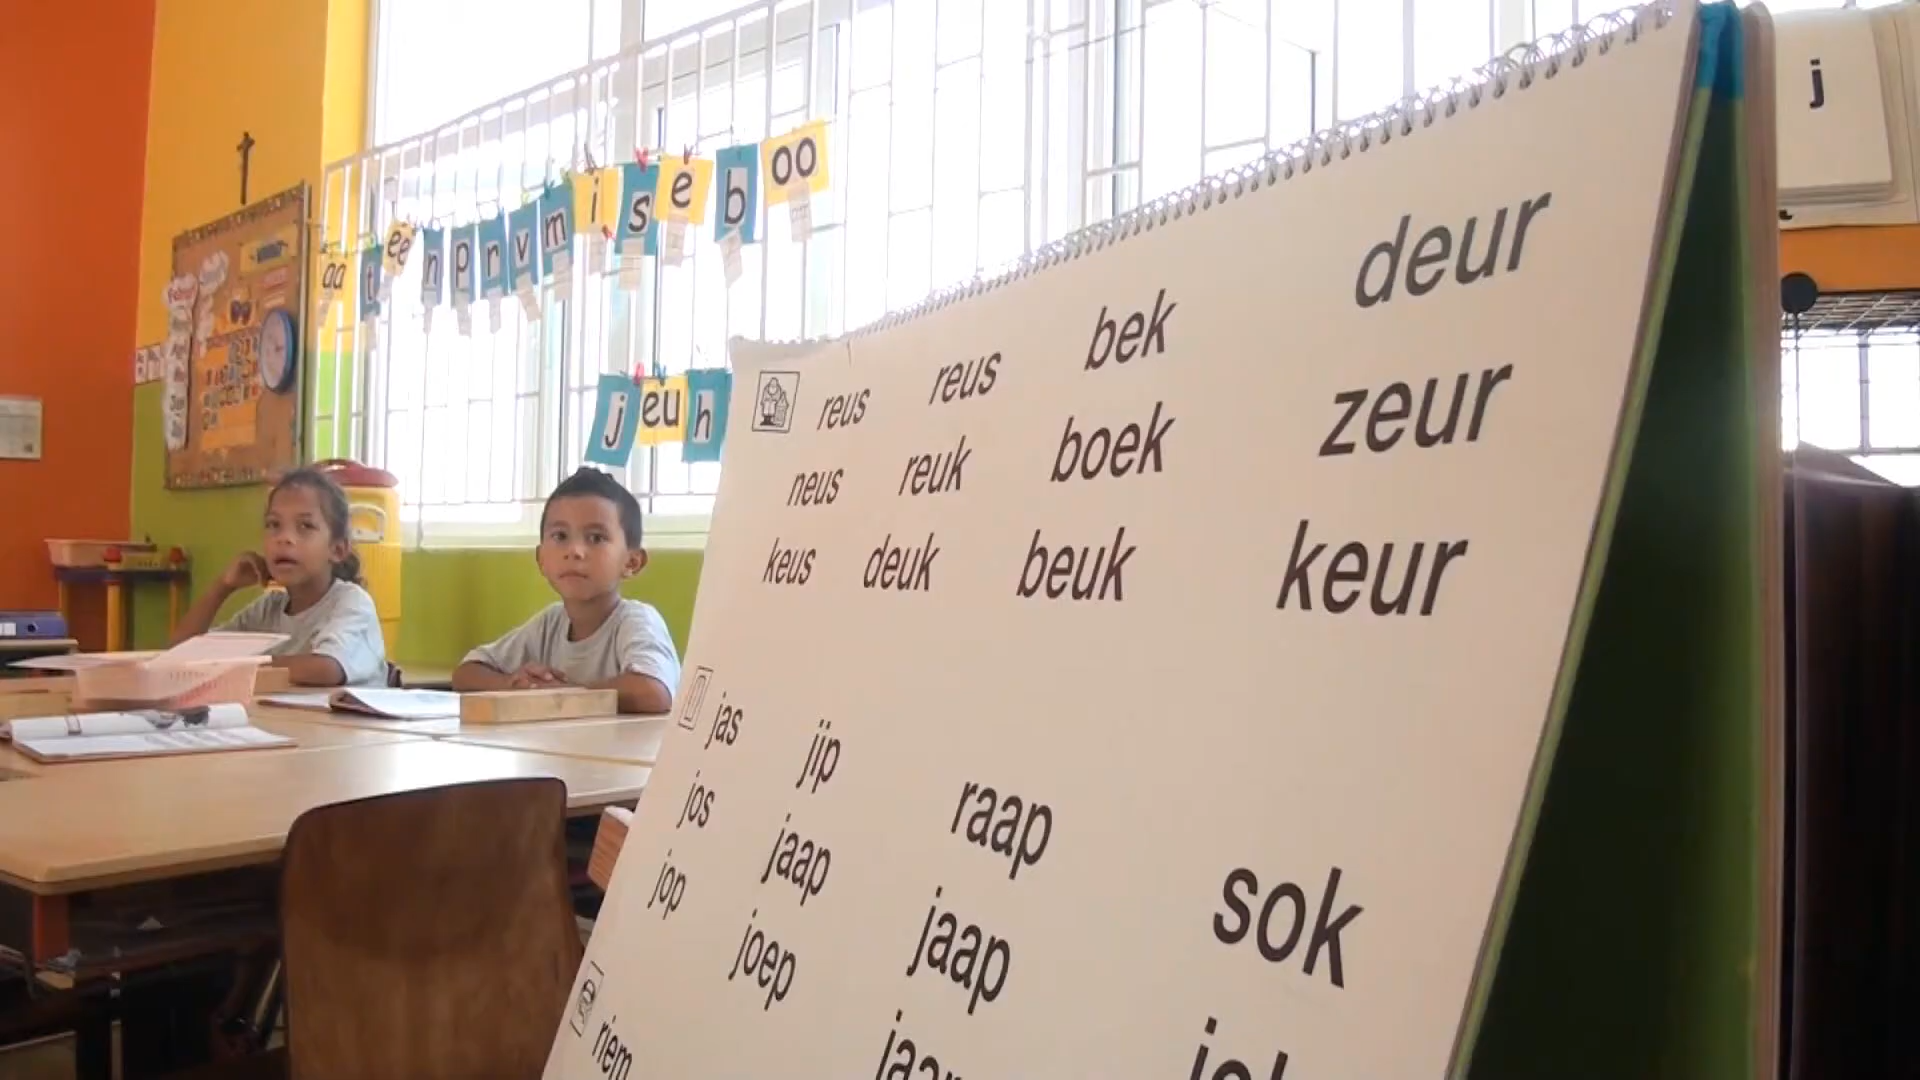 aa t ee n p r v m i s e b oo
j eu h
j
reus reus bek deur
neus reuk boek zeur
keus deuk beuk keur
jas jip raap sok
jos jaap jaap
jop joep
riem